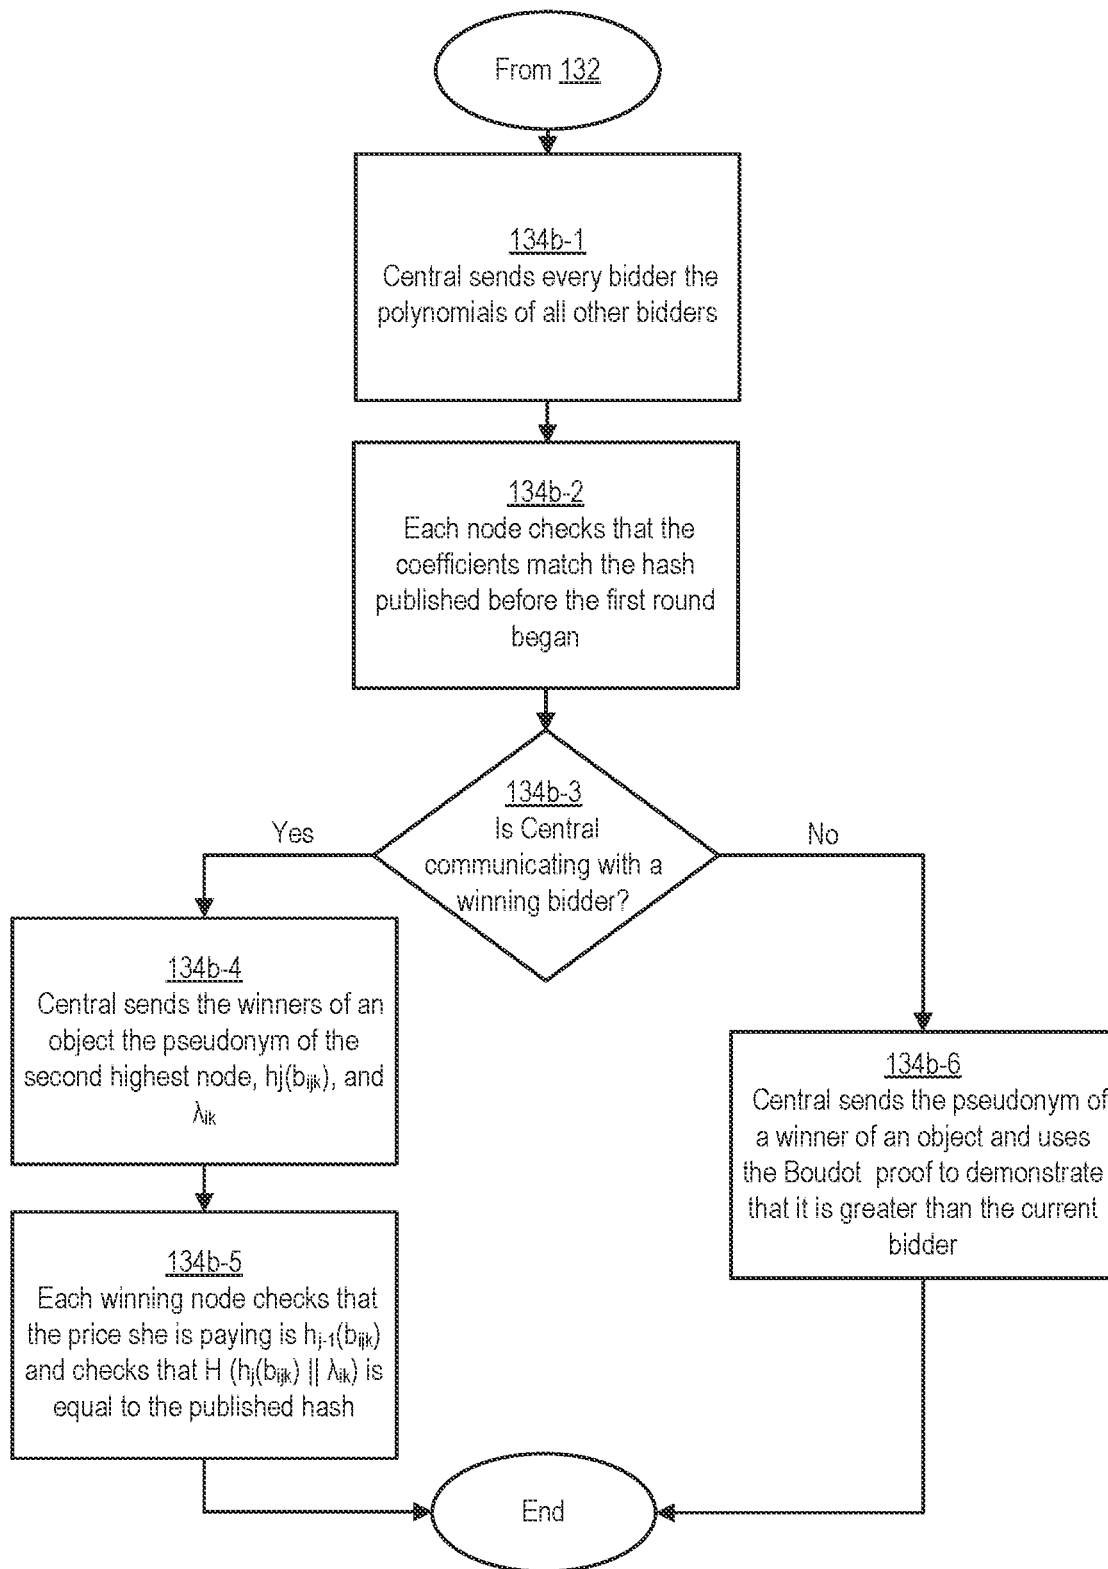 From 132
134b-1
Central sends every bidder the
polynomials of all other bidders
134b-2
Each node checks that the
coefficients match the hash
published before the first round
began
134b-3
Is Central
communicating with a
winning bidder?
Yes
No
134b-4
Central sends the winners of an
object the pseudonym of the
second highest node, hj(bijk), and
λik
134b-5
Each winning node checks that
the price she is paying is hj-1(bijk)
and checks that H (hj(bijk) || λik) is
equal to the published hash
134b-6
Central sends the pseudonym of
a winner of an object and uses
the Boudot proof to demonstrate
that it is greater than the current
bidder
End